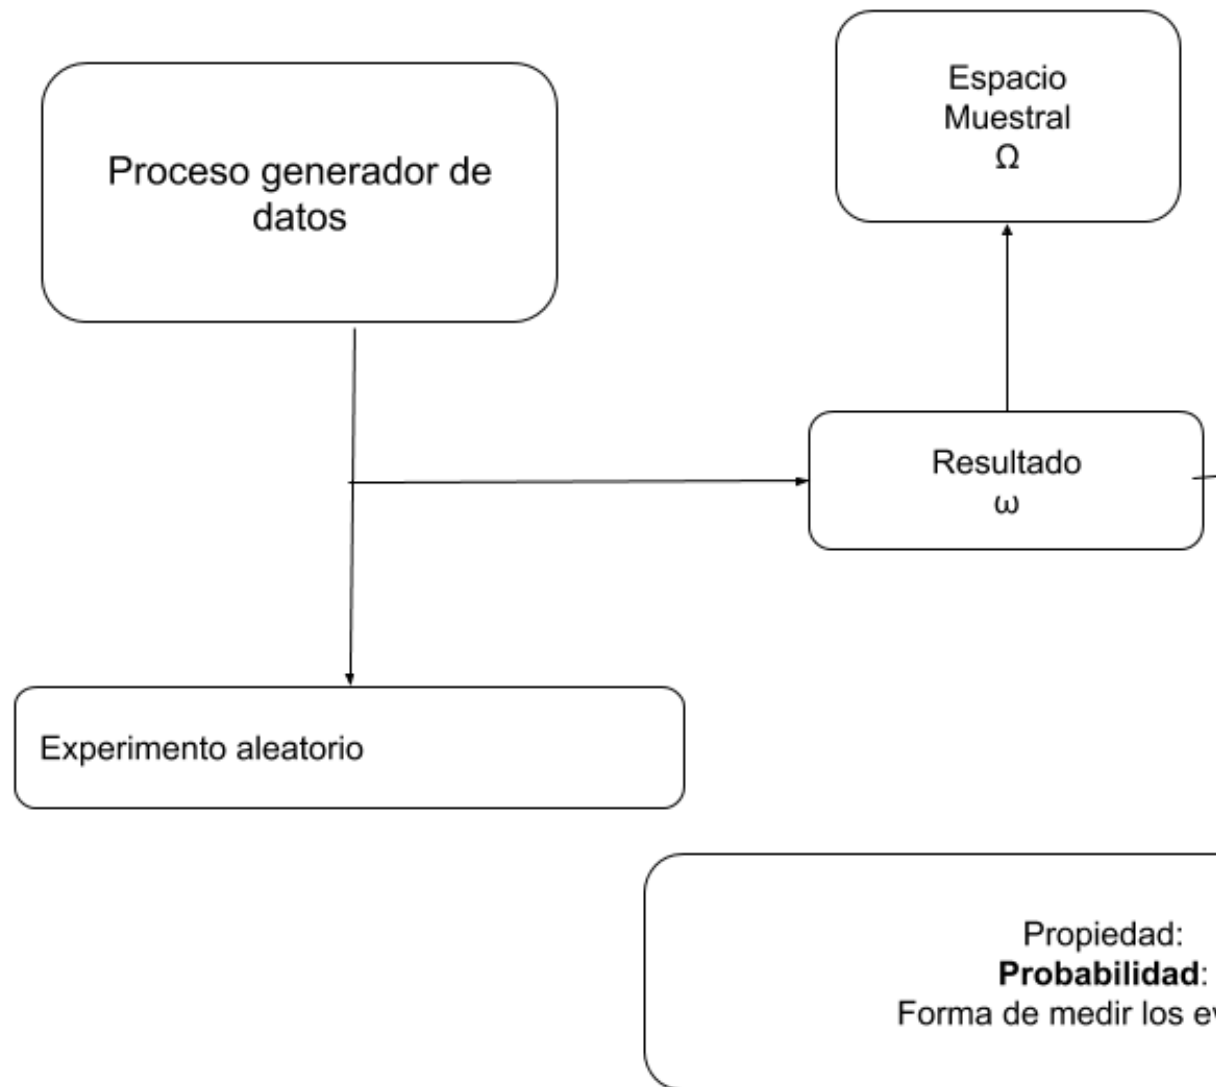 Espacio
Muestral
Ω
Proceso generador de
datos
Resultado
ω
Experimento aleatorio
Propiedad:
Probabilidad:
Forma de medir los